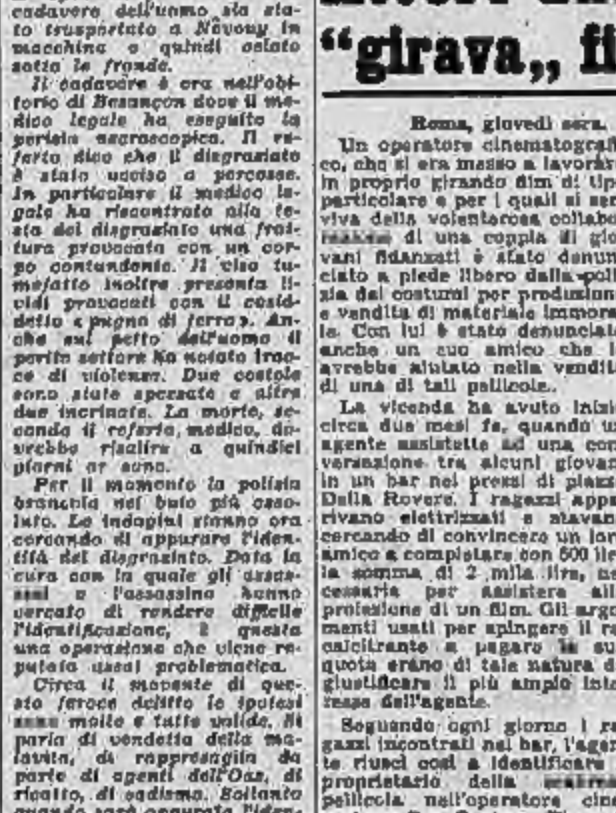 cadavere dell'uomo sia sta-
to trasportato a Novouy in
macchina e quindi celato
sotto le fronde.
Il cadavere è ora nell'obi-
torio di Besançon dove il me-
dico legale ha eseguito la
perizia necroscopica. Il re-
ferto dice che il disgraziato
è stato ucciso a percosse.
In particolare il medico le-
gale ha riscontrato alla te-
sta del disgraziato una frat-
tura provocata con un cor-
po contundente. Il viso tu-
mefatto inoltre presenta li-
vidi provocati con il cosid-
detto «pugno di ferro». An-
che sul petto dell'uomo il
perito settore ha notato trac-
ce di violenza. Due costole
sono state spezzate e altre
due incrinate. La morte, se-
condo il referto medico, do-
vrebbe risalire a quindici
giorni or sono.
Per il momento la polizia
brancola nel buio più asso-
luto. Le indagini stanno ora
cercando di appurare l'iden-
tità del disgraziato. Data la
cura con la quale gli assas-
sini o l'assassino hanno
cercato di rendere difficile
l'identificazione, è questa
una operazione che viene re-
putata assai problematica.
Circa il movente di que-
sto feroce delitto le ipotesi
sono molte e tutte valide. Si
parla di vendetta della ma-
lavita, di rappresaglia da
parte di agenti dell'Oas, di
ricatto, di sadismo. Soltanto
quando sarà appurata l'iden-
“girava„ fi
Roma, giovedì sera.
Un operatore cinematografi
co, che si era messo a lavorar
in proprio girando film di tip
particolare e per i quali si ser
viva della volenterosa collabo
di una coppia di gio
vani fidanzati è stato denun
ciato a piede libero dalla poli
zia dei costumi per produzion
e vendita di materiale immora
le. Con lui è stato denunciat
anche un suo amico che l
avrebbe aiutato nella vendit
di una di tali pellicole.
La vicenda ha avuto inizi
circa due mesi fa, quando u
agente assistette ad una con
versazione tra alcuni giovan
in un bar nei pressi di piazz
Della Rovere. I ragazzi appa
rivano elettrizzati e stavan
cercando di convincere un lor
amico a completare con 500 lir
la somma di 2 mila lire, ne
cessaria per assistere all
proiezione di un film. Gli argo
menti usati per spingere il re
calcitrante a pagare la su
quota erano di tale natura d
giustificare il più ampio inte
resse dell'agente.
Seguendo ogni giorno i ra
gazzi incontrati nel bar, l'agen
te riuscì così a identificare i
proprietario della
pellicola nell'operatore cine